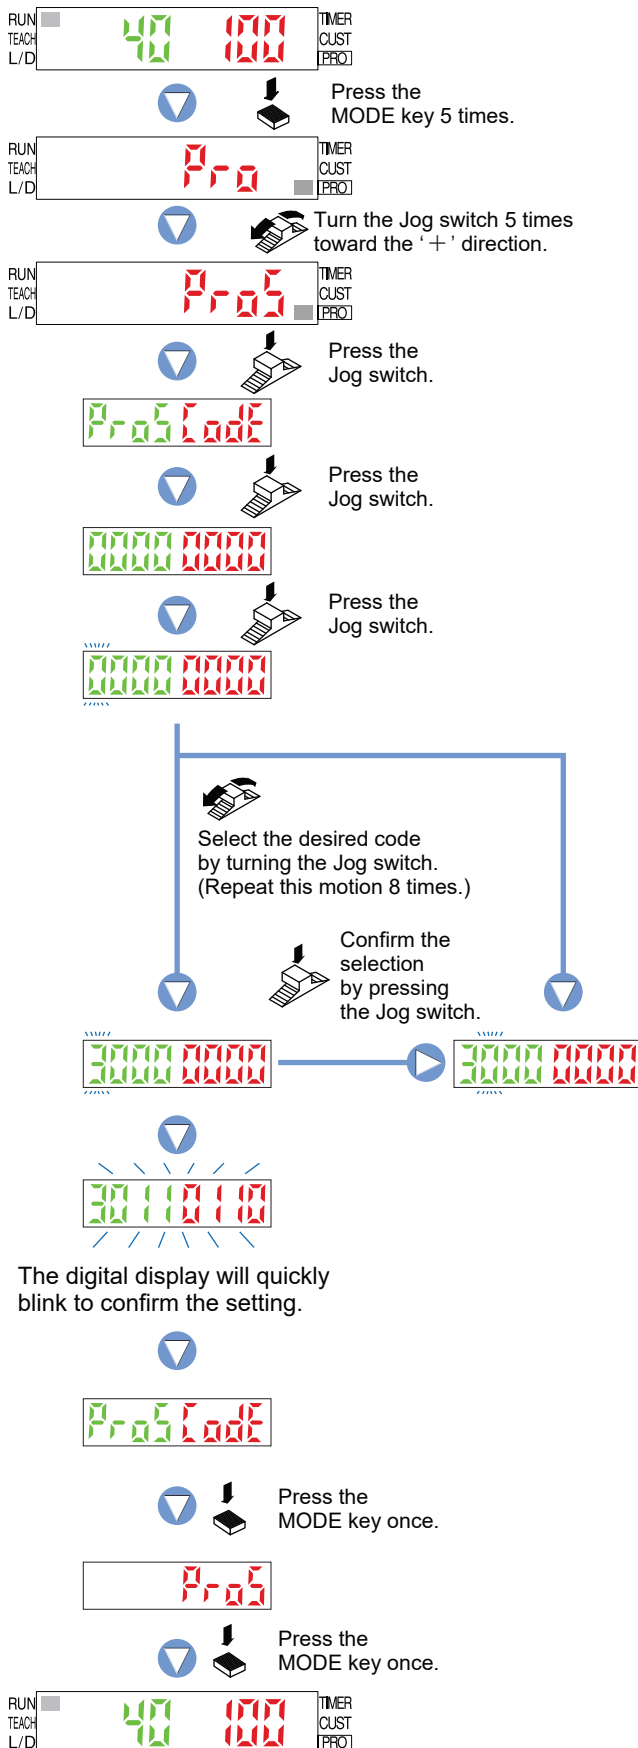 RUN 40 100 TIMER
TEACH CUST
L/D PRO
Press the
MODE key 5 times.
RUN Pro TIMER
TEACH CUST
L/D PRO
Turn the Jog switch 5 times
toward the ‘＋’ direction.
RUN Pro5 TIMER
TEACH CUST
L/D PRO
Press the
Jog switch.
Pro5 CodE
Press the
Jog switch.
0000 0000
Press the
Jog switch.
0000 0000
Select the desired code
by turning the Jog switch.
(Repeat this motion 8 times.)
Confirm the
selection
by pressing
the Jog switch.
3000 0000
3000 0000
3011 0110
The digital display will quickly
blink to confirm the setting.
Pro5 CodE
Press the
MODE key once.
Pro5
Press the
MODE key once.
RUN 40 100 TIMER
TEACH CUST
L/D PRO